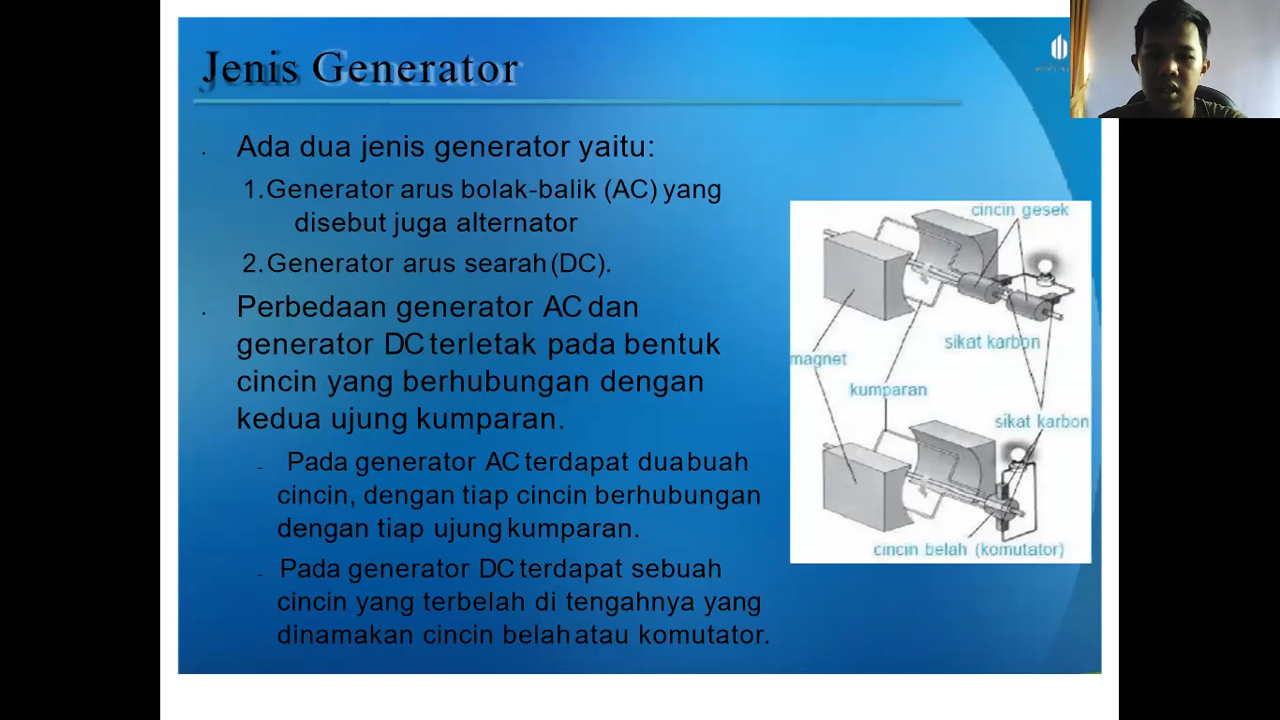 Jenis Generator
Ada dua jenis generator yaitu:
1.Generator arus bolak-balik (AC) yang
disebut juga alternator
2.Generator arus searah (DC).
Perbedaan generator AC dan
generator DC terletak pada bentuk
cincin yang berhubungan dengan
kedua ujung kumparan.
- Pada generator AC terdapat dua buah
cincin, dengan tiap cincin berhubungan
dengan tiap ujung kumparan.
- Pada generator DC terdapat sebuah
cincin yang terbelah di tengahnya yang
dinamakan cincin belah atau komutator.
cincin gesek
sikat karbon
magnet
kumparan
sikat karbon
cincin belah (komutator)